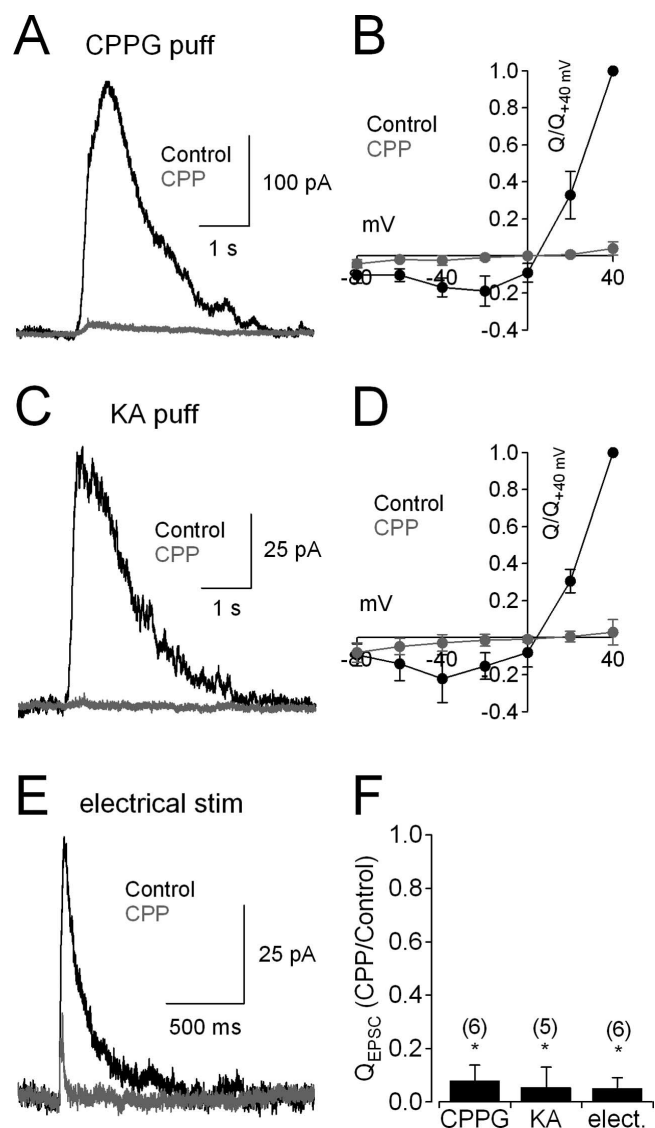 A
CPPG puff
Control
CPP
100 pA
1 s
B
1.0
0.8
0.6
0.4
0.2
-0.2
-0.4
Q/Q+40 mV
Control
CPP
mV
-80
-40
40
C
KA puff
Control
CPP
25 pA
1 s
D
1.0
0.8
0.6
0.4
0.2
-0.2
-0.4
Q/Q+40 mV
Control
CPP
mV
-80
-40
40
E
electrical stim
Control
CPP
25 pA
500 ms
F
QEPSC (CPP/Control)
1.0
0.8
0.6
0.4
0.2
0.0
(6)
(5)
(6)
*
*
*
CPPG
KA
elect.